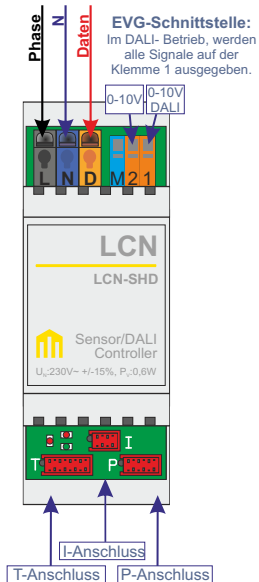 EVG-Schnittstelle:
Im DALI- Betrieb, werden
alle Signale auf der
Klemme 1 ausgegeben.
Phase
N
Daten
0-10V
0-10V
DALI
L N D M 2 1
LCN
LCN-SHD
Sensor/DALI
Controller
U₀:230V~ +/-15%, P₀:0,6W
I
T P
I-Anschluss
T-Anschluss P-Anschluss